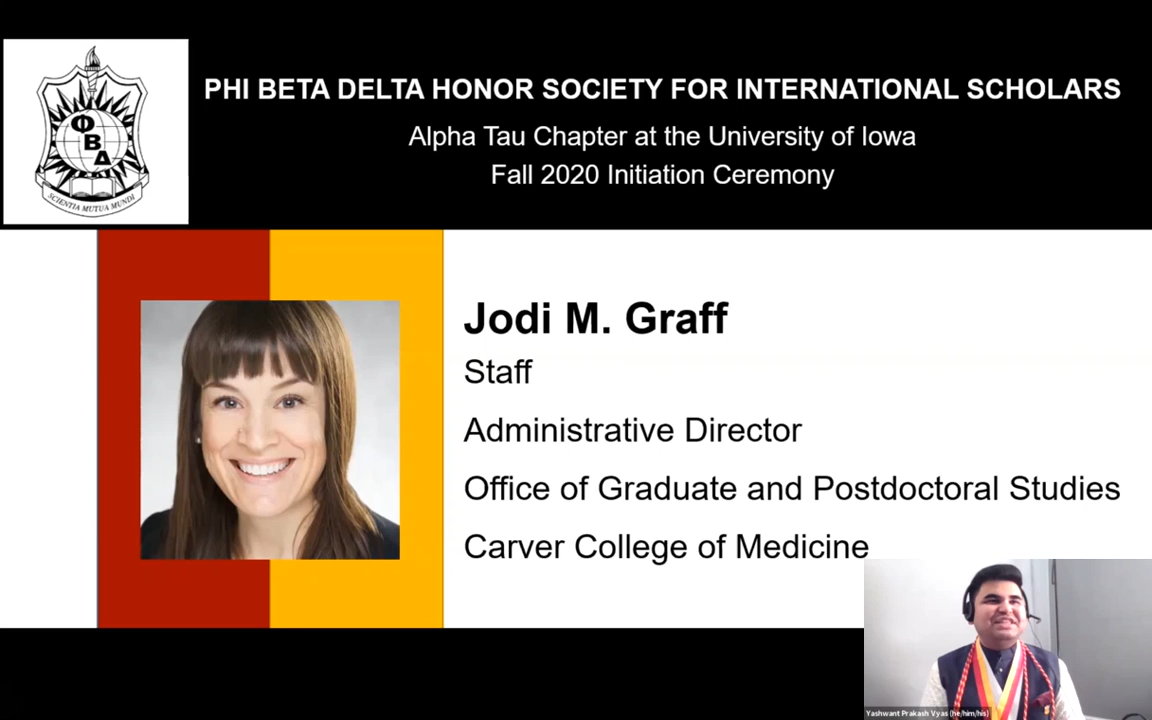 PHI BETA DELTA HONOR SOCIETY FOR INTERNATIONAL SCHOLARS
Alpha Tau Chapter at the University of Iowa
Fall 2020 Initiation Ceremony
Φ
Β
Δ
SCIENTIA MUTUA MUNDI
Jodi M. Graff
Staff
Administrative Director
Office of Graduate and Postdoctoral Studies
Carver College of Medicine
Yashwant Prakash Vyas (he/him/his)